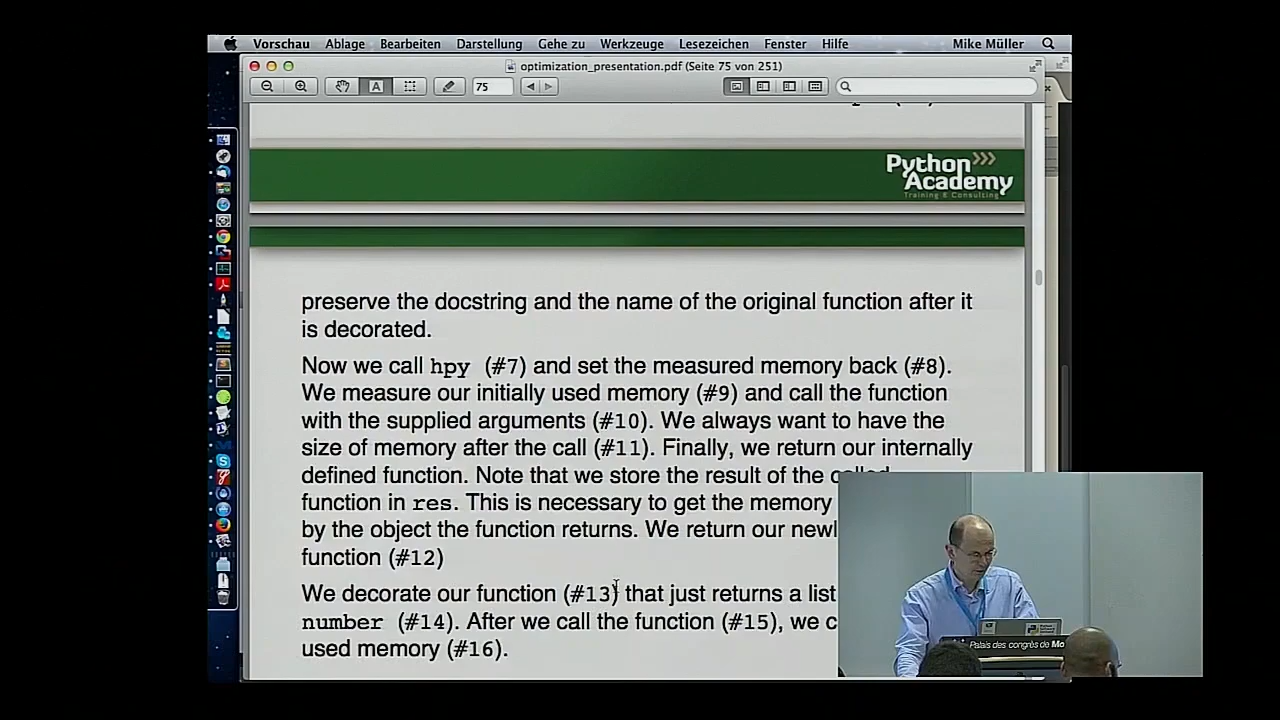 Vorschau Ablage Bearbeiten Darstellung Gehe zu Werkzeuge Lesezeichen Fenster Hilfe Mike Müller
optimization_presentation.pdf (Seite 75 von 251)
75
Python
Academy
Training & Consulting
preserve the docstring and the name of the original function after it
is decorated.
Now we call hpy (#7) and set the measured memory back (#8).
We measure our initially used memory (#9) and call the function
with the supplied arguments (#10). We always want to have the
size of memory after the call (#11). Finally, we return our internally
defined function. Note that we store the result of the called
function in res. This is necessary to get the memory
by the object the function returns. We return our newl
function (#12)
We decorate our function (#13) that just returns a list
number (#14). After we call the function (#15), we c
used memory (#16).
Palais des congrès de Mo